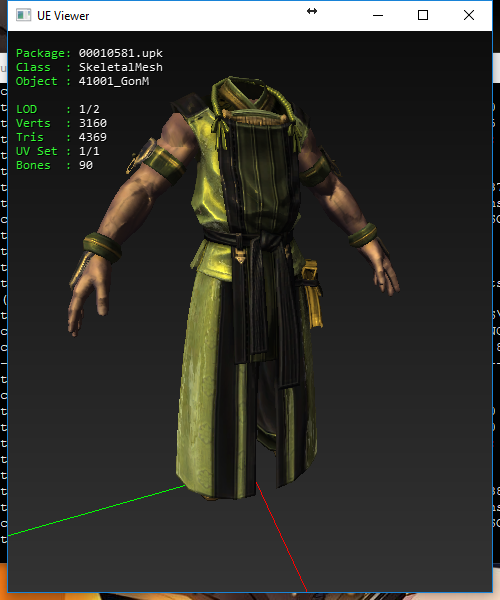 UE Viewer
Package: 00010581.upk
Class : SkeletalMesh
Object : 41001_GonM
LOD : 1/2
Verts : 3160
Tris : 4369
UV Set : 1/1
Bones : 90